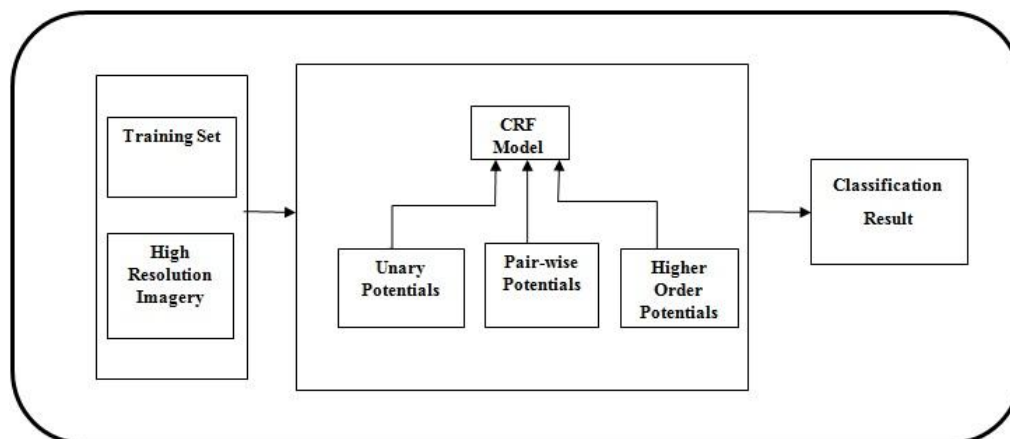 Training Set
High
Resolution
Imagery
CRF
Model
Unary
Potentials
Pair-wise
Potentials
Higher
Order
Potentials
Classification
Result